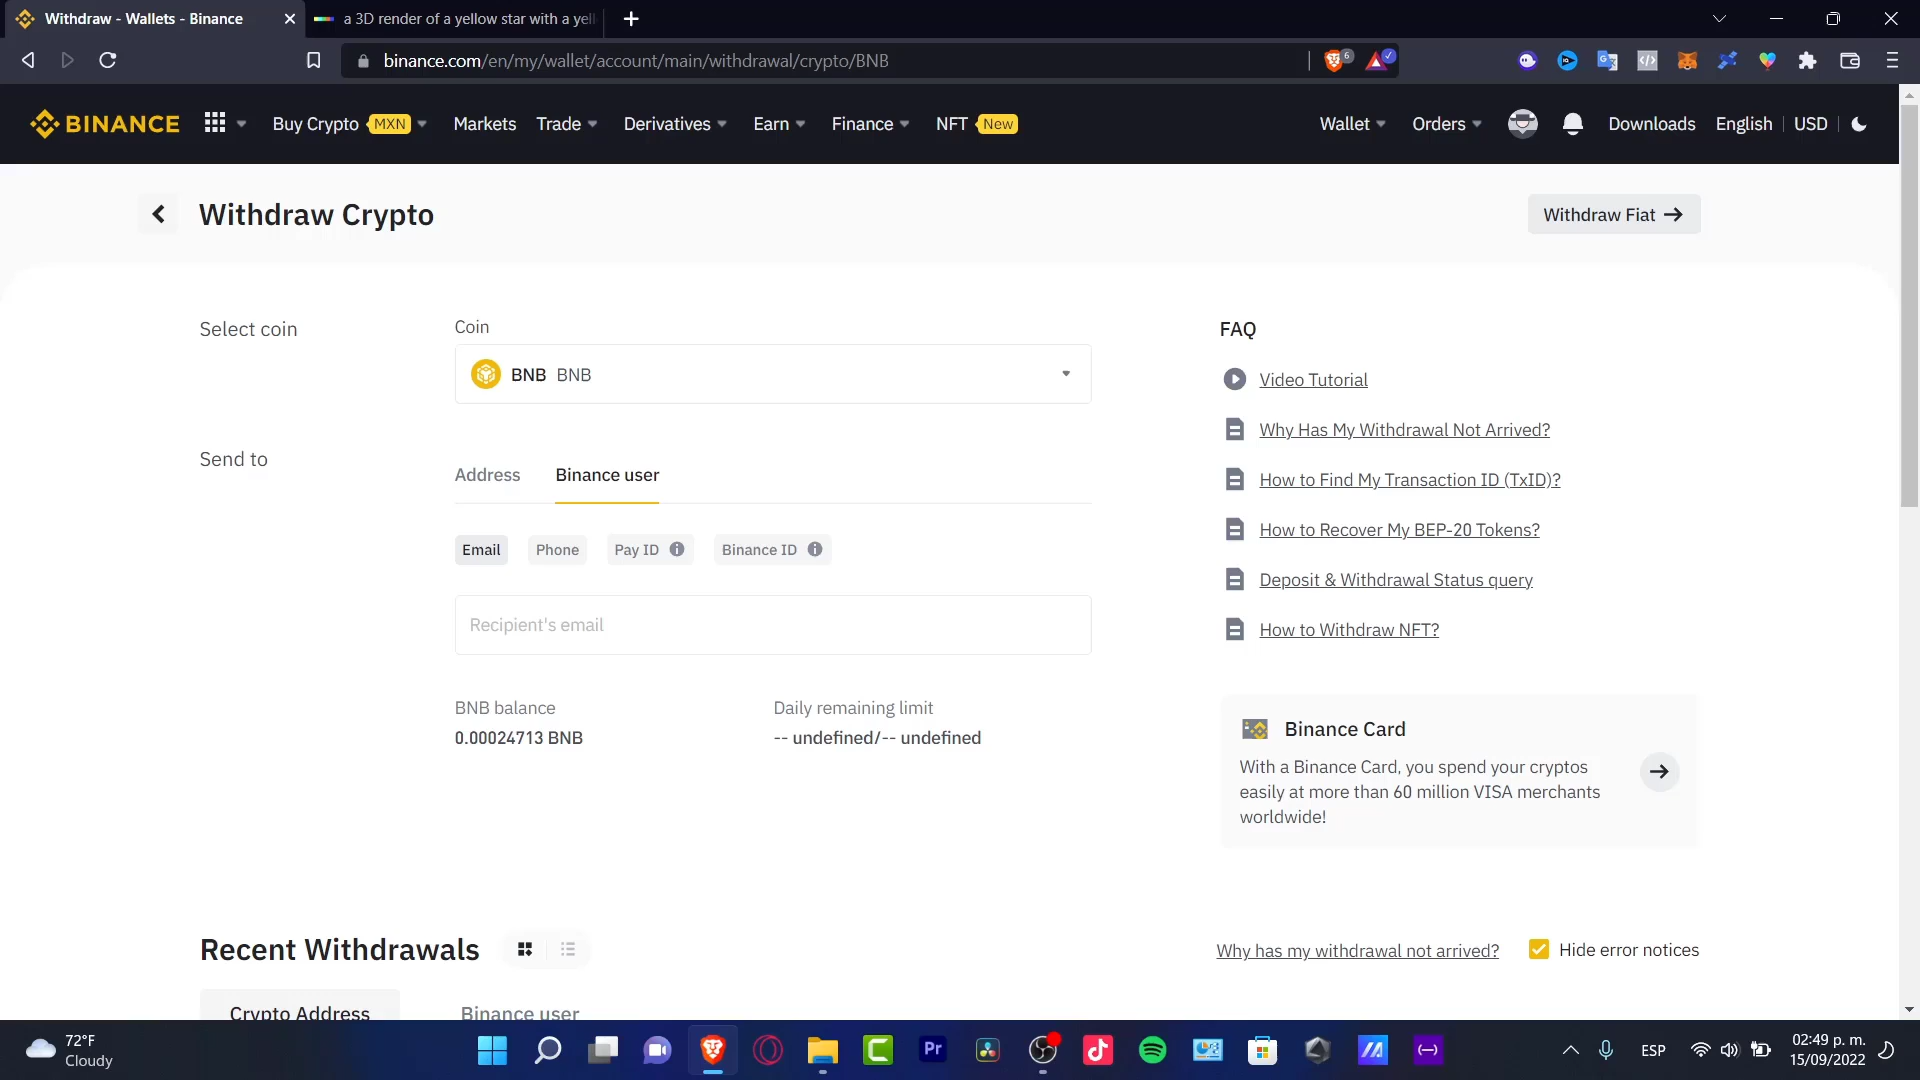 Withdraw - Wallets - Binance
a 3D render of a yellow star with a yel
binance.com/en/my/wallet/account/main/withdrawal/crypto/BNB
6
BINANCE
Buy Crypto MXN
Markets
Trade
Derivatives
Earn
Finance
NFT New
Wallet
Orders
Downloads
English
USD
Withdraw Crypto
Withdraw Fiat
Select coin
Coin
BNB BNB
Send to
Address
Binance user
Email
Phone
Pay ID
Binance ID
Recipient's email
BNB balance
0.00024713 BNB
Daily remaining limit
-- undefined/-- undefined
FAQ
Video Tutorial
Why Has My Withdrawal Not Arrived?
How to Find My Transaction ID (TxID)?
How to Recover My BEP-20 Tokens?
Deposit & Withdrawal Status query
How to Withdraw NFT?
Binance Card
With a Binance Card, you spend your cryptos
easily at more than 60 million VISA merchants
worldwide!
Recent Withdrawals
Why has my withdrawal not arrived?
Hide error notices
Crypto Address
Binance user
72°F
Cloudy
Pr
ESP
02:49 p. m.
15/09/2022